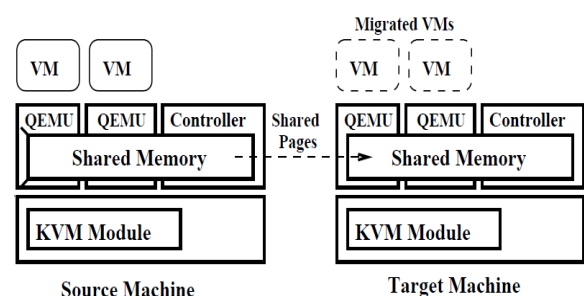 Migrated VMs
VM VM VM VM
QEMU QEMU Controller QEMU QEMU Controller
Shared
Pages
Shared Memory Shared Memory
KVM Module KVM Module
Source Machine Target Machine